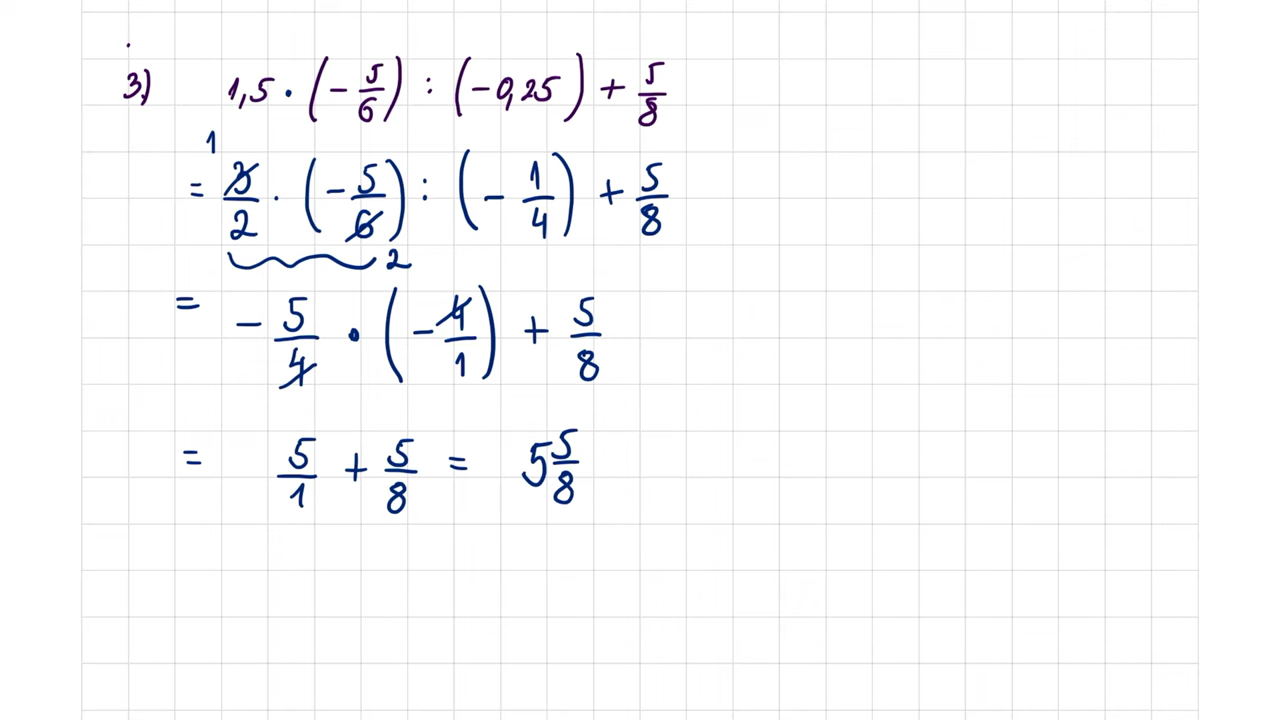 3) 1,5 · (-5/6) : (-0,25) + 5/8
1
= 3/2 · (-5/6) : (-1/4) + 5/8
2
= -5/4 · (-4/1) + 5/8
= 5/1 + 5/8 = 5 5/8